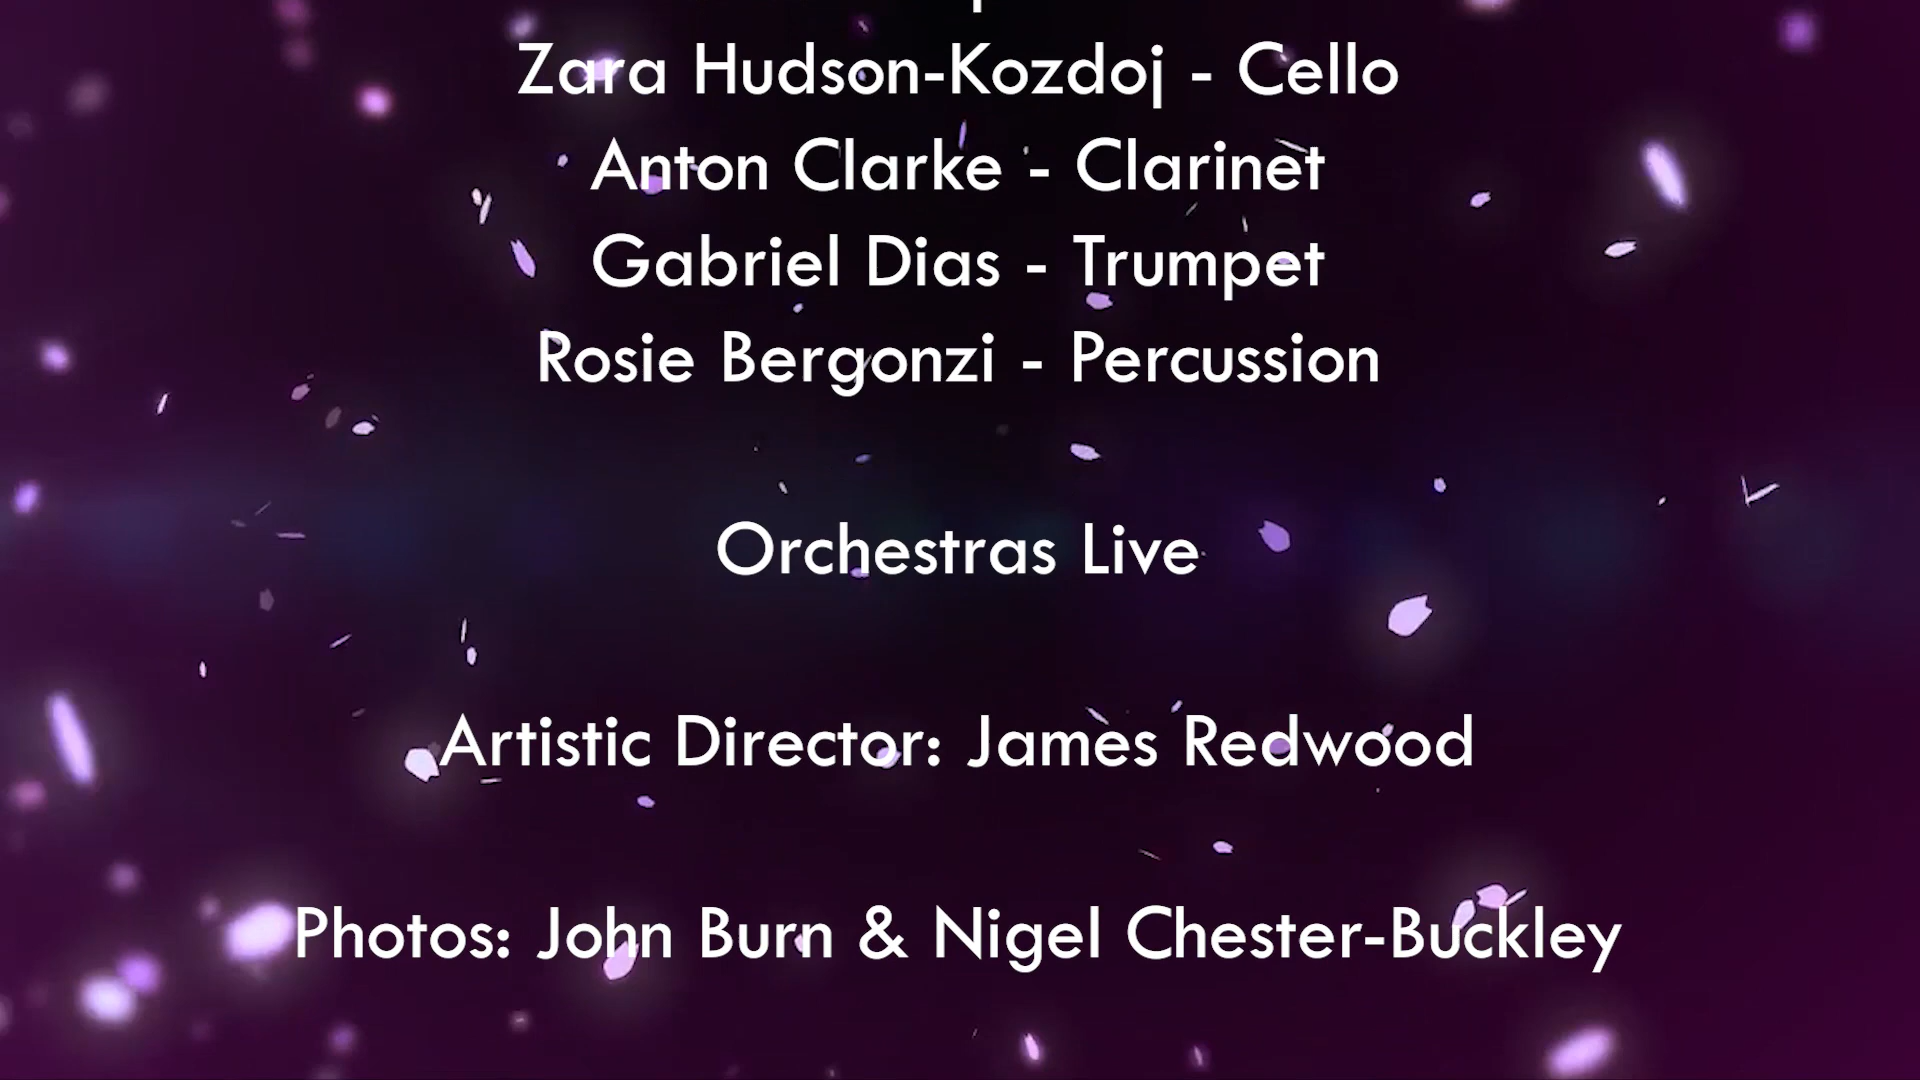 Zara Hudson-Kozdoj - Cello
Anton Clarke - Clarinet
Gabriel Dias - Trumpet
Rosie Bergonzi - Percussion
Orchestras Live
Artistic Director: James Redwood
Photos: John Burn & Nigel Chester-Buckley